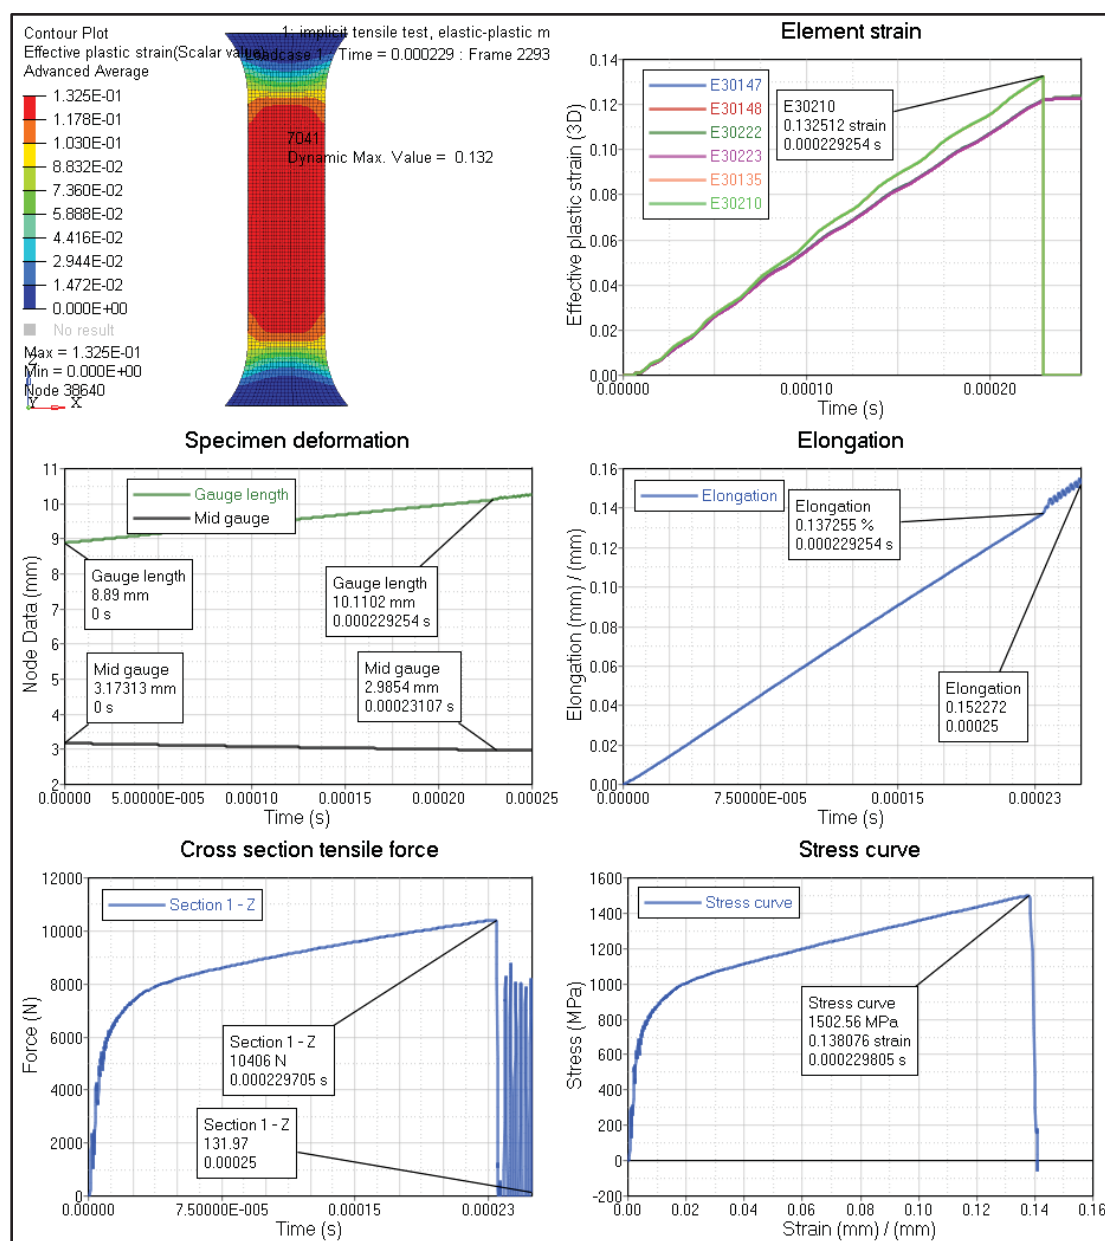 Contour Plot
Effective plastic strain(Scalar value)
Advanced Average
1.325E-01
1.178E-01
1.030E-01
8.832E-02
7.360E-02
5.888E-02
4.416E-02
2.944E-02
1.472E-02
0.000E+00
No result
Max = 1.325E-01
Min = 0.000E+00
Node 38640
Z
Y
X
1: implicit tensile test, elastic-plastic m
Loadcase 1 : Time = 0.000229 : Frame 2293
7041
Dynamic Max. Value = 0.132
Element strain
Effective plastic strain (3D)
0.14
0.12
0.10
0.08
0.06
0.04
0.02
0.00
E30147
E30148
E30222
E30223
E30135
E30210
E30210
0.132512 strain
0.000229254 s
0.00000
0.00010
0.00020
Time (s)
Specimen deformation
Node Data (mm)
11
10
9
8
7
6
5
4
3
2
Gauge length
Mid gauge
Gauge length
8.89 mm
0 s
Gauge length
10.1102 mm
0.000229254 s
Mid gauge
3.17313 mm
0 s
Mid gauge
2.9854 mm
0.00023107 s
0.00000
5.00000E-005
0.00010
0.00015
0.00020
0.00025
Time (s)
Elongation
Elongation (mm) / (mm)
0.16
0.14
0.12
0.10
0.08
0.06
0.04
0.02
0.00
Elongation
Elongation
0.137255 %
0.000229254 s
Elongation
0.152272
0.00025
0.00000
7.50000E-005
0.00015
0.00023
Time (s)
Cross section tensile force
Force (N)
12000
10000
8000
6000
4000
2000
0
Section 1 - Z
Section 1 - Z
10406 N
0.000229705 s
Section 1 - Z
131.97
0.00025
0.00000
7.50000E-005
0.00015
0.00023
Time (s)
Stress curve
Stress (MPa)
1600
1400
1200
1000
800
600
400
200
0
-200
Stress curve
Stress curve
1502.56 MPa
0.138076 strain
0.000229805 s
0.00
0.02
0.04
0.06
0.08
0.10
0.12
0.14
0.16
Strain (mm) / (mm)